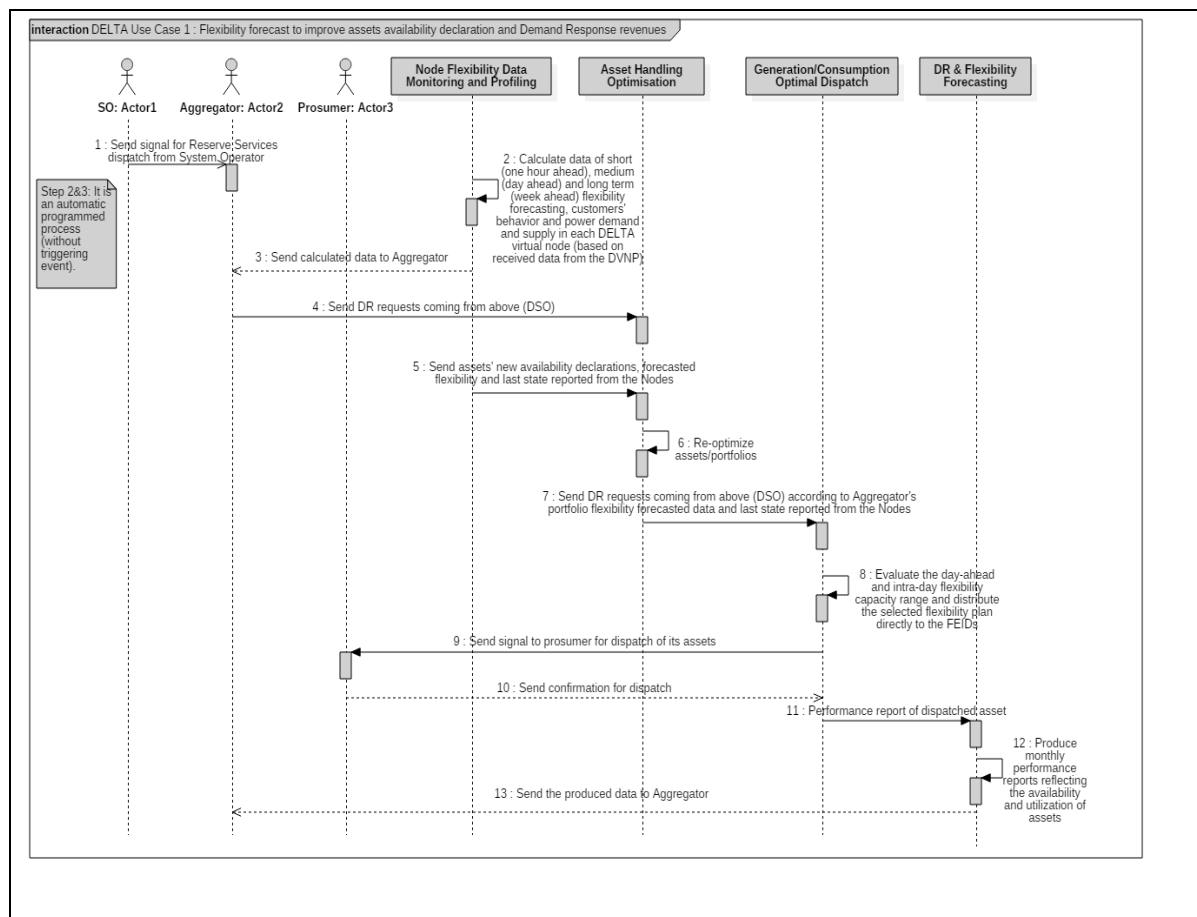 interaction DELTA Use Case 1 : Flexibility forecast to improve assets availability declaration and Demand Response revenues
SO: Actor1
Aggregator: Actor2
Prosumer: Actor3
Node Flexibility Data
Monitoring and Profiling
Asset Handling
Optimisation
Generation/Consumption
Optimal Dispatch
DR & Flexibility
Forecasting
1 : Send signal for Reserve Services
dispatch from System Operator
Step 2&3: It is
an automatic
programmed
process
(without
triggering
event).
2 : Calculate data of short
(one hour ahead), medium
(day ahead) and long term
(week ahead) flexibility
forecasting, customers'
behavior and power demand
and supply in each DELTA
virtual node (based on
received data from the DVNP)
3 : Send calculated data to Aggregator
4 : Send DR requests coming from above (DSO)
5 : Send assets' new availability declarations, forecasted
flexibility and last state reported from the Nodes
6 : Re-optimize
assets/portfolios
7 : Send DR requests coming from above (DSO) according to Aggregator's
portfolio flexibility forecasted data and last state reported from the Nodes
8 : Evaluate the day-ahead
and intra-day flexibility
capacity range and distribute
the selected flexibility plan
directly to the FEIDs
9 : Send signal to prosumer for dispatch of its assets
10 : Send confirmation for dispatch
11 : Performance report of dispatched asset
12 : Produce
monthly
performance
reports reflecting
the availability
and utilization of
assets
13 : Send the produced data to Aggregator